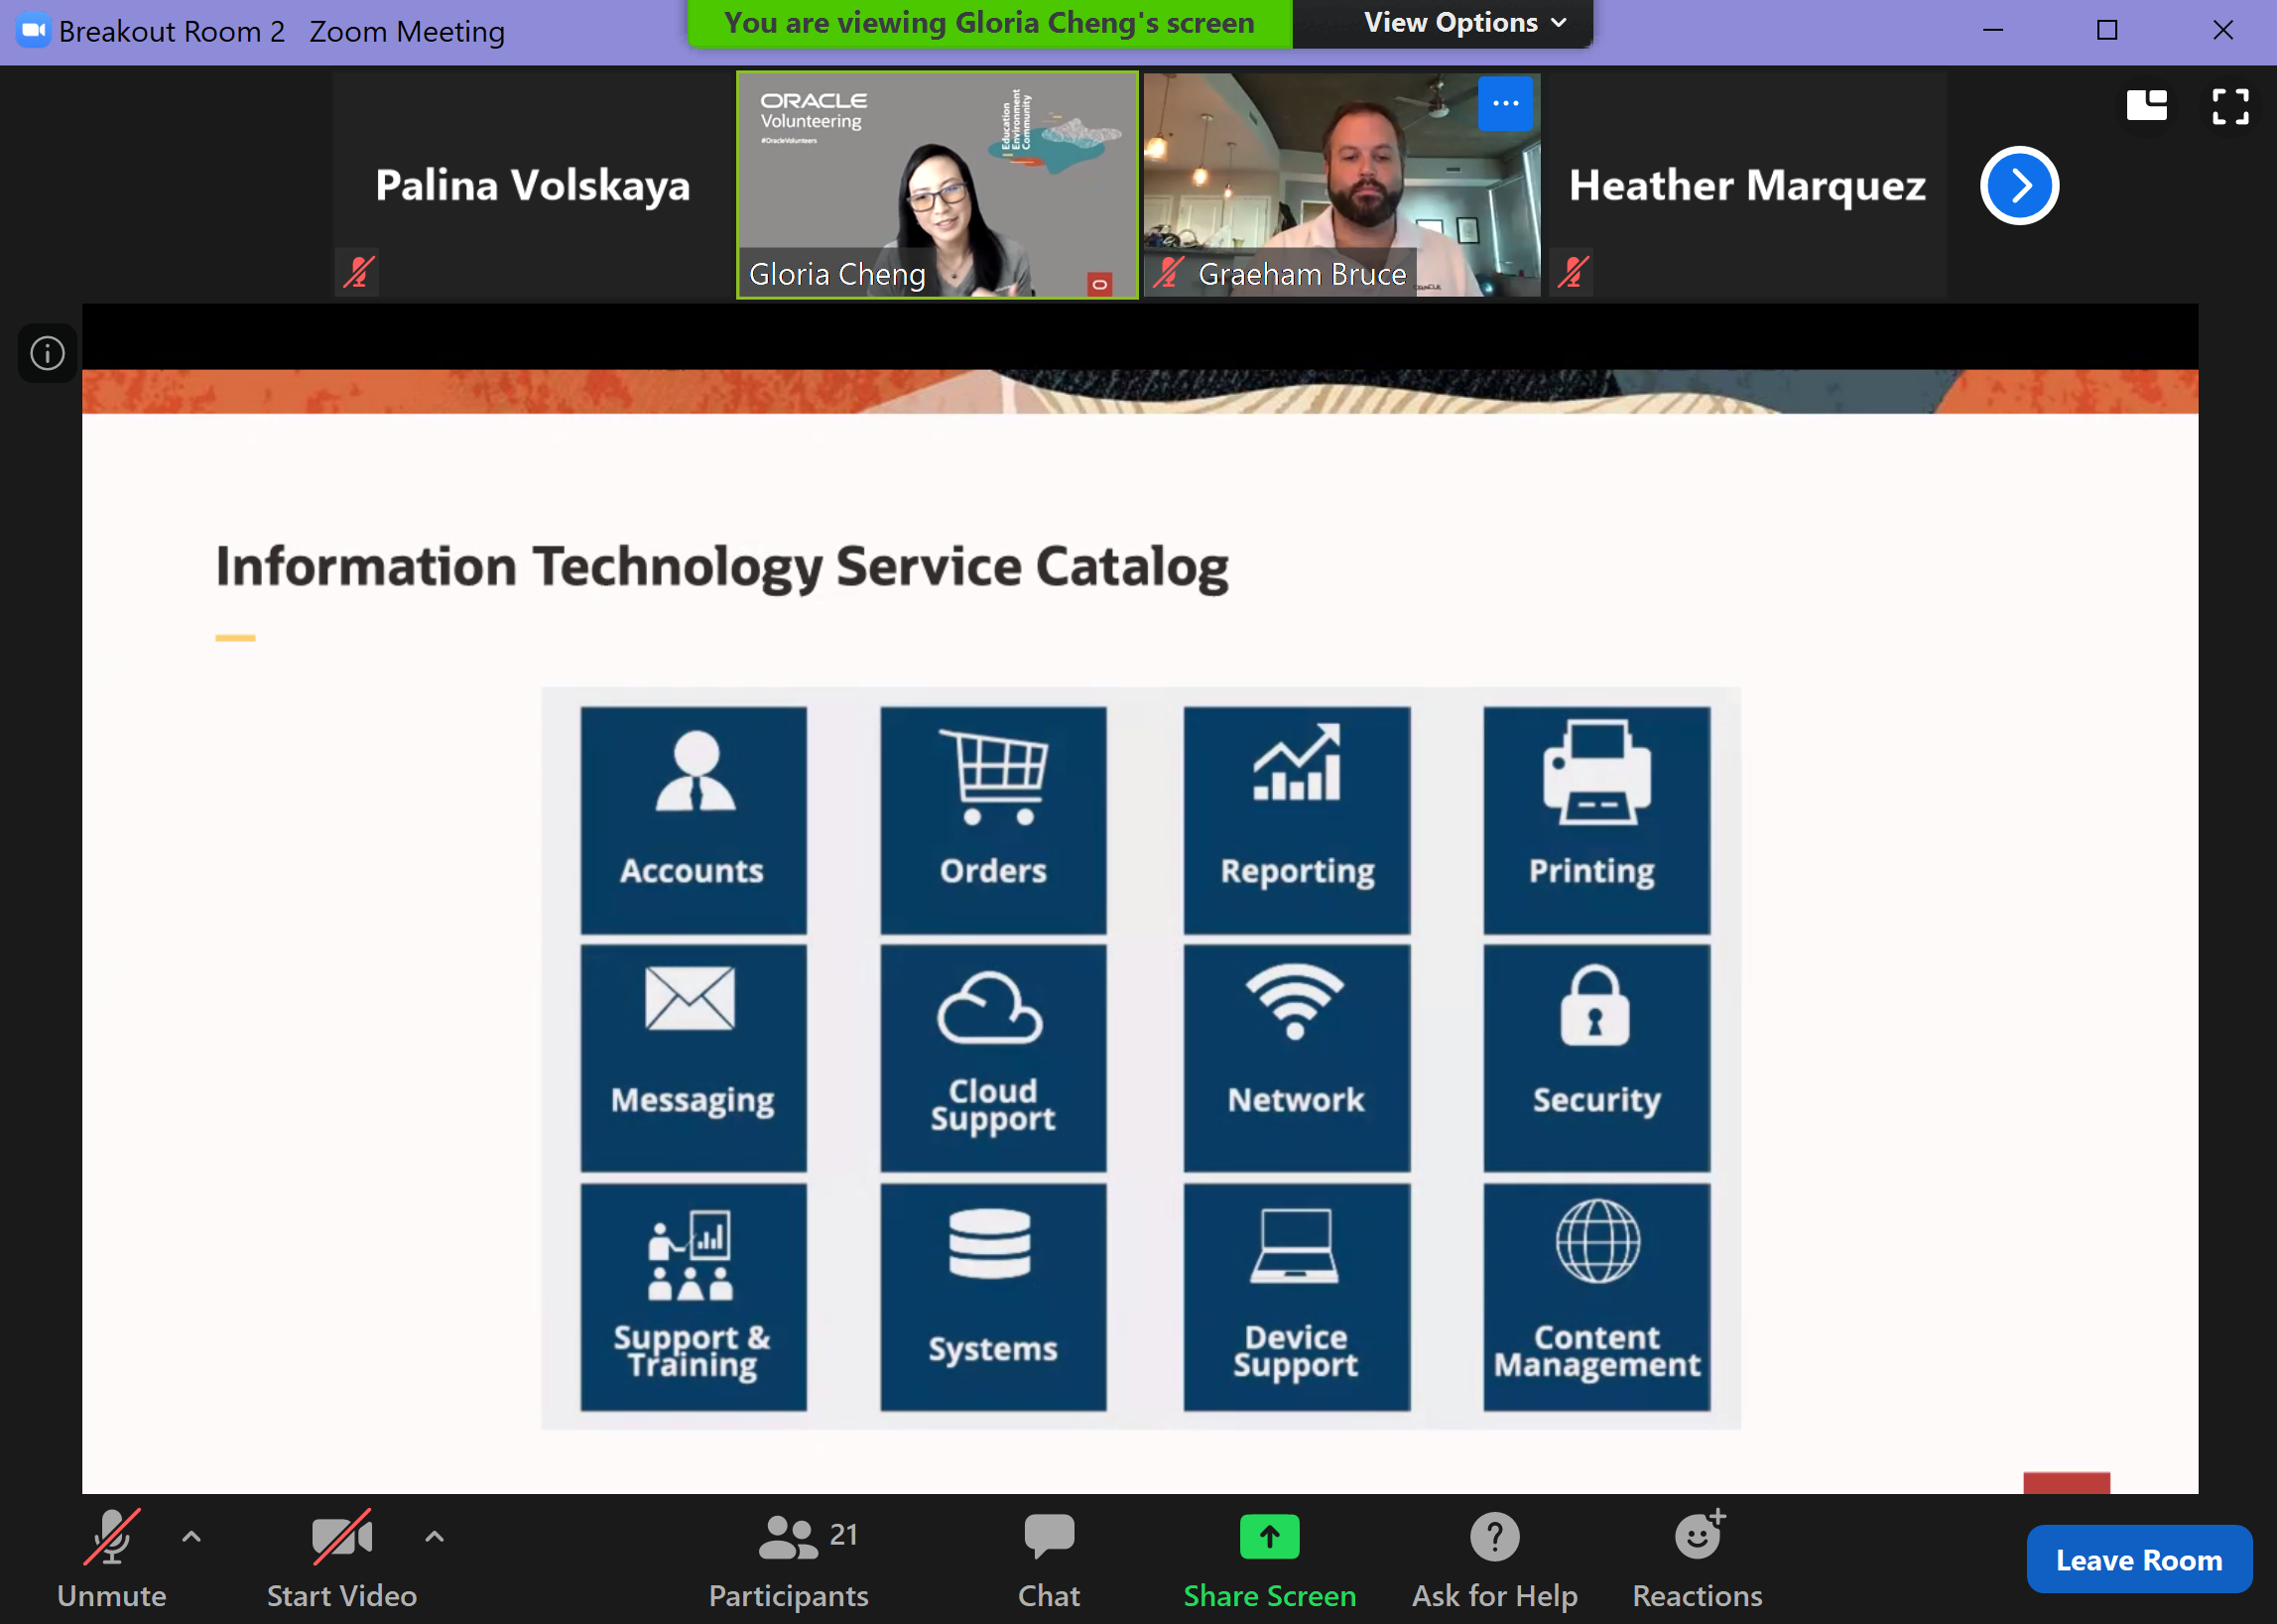 Breakout Room 2 Zoom Meeting
You are viewing Gloria Cheng's screen
View Options
Palina Volskaya
ORACLE
Volunteering
#OracleVolunteers
Education
Environment
Community
Gloria Cheng
Graeham Bruce
ORACLE
Heather Marquez
Information Technology Service Catalog
Accounts
Orders
Reporting
Printing
Messaging
Cloud
Support
Network
Security
Support &
Training
Systems
Device
Support
Content
Management
Unmute
Start Video
21
Participants
Chat
Share Screen
Ask for Help
Reactions
Leave Room